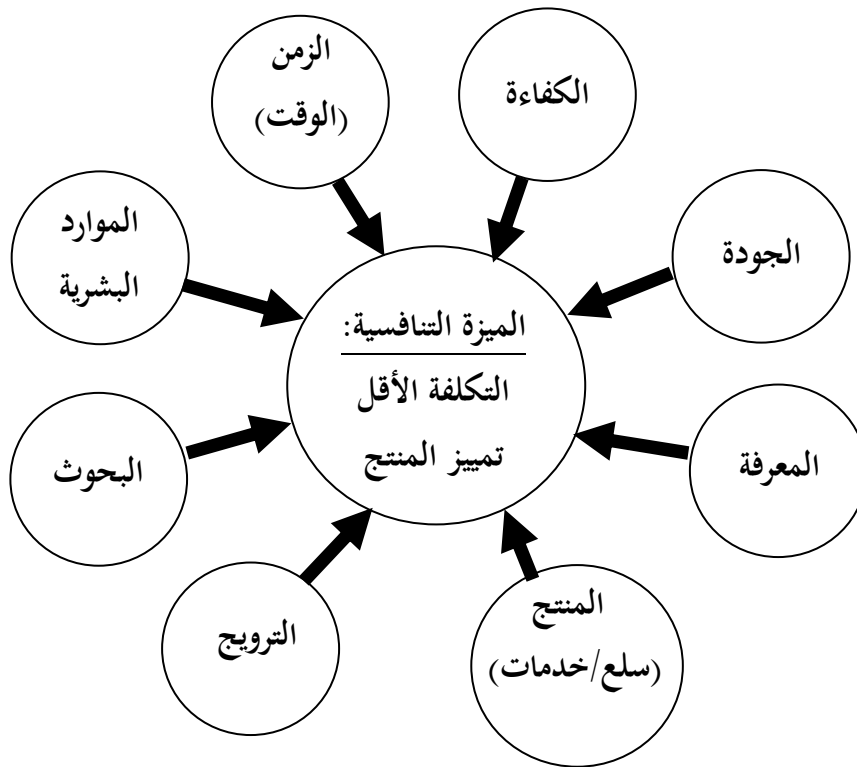 الزمن
(الوقت)
الكفاءة
الموارد
البشرية
الجودة
الميزة التنافسية:
التكلفة الأقل
تمييز المنتج
البحوث
المعرفة
الترويج
المنتج
(سلع/خدمات)